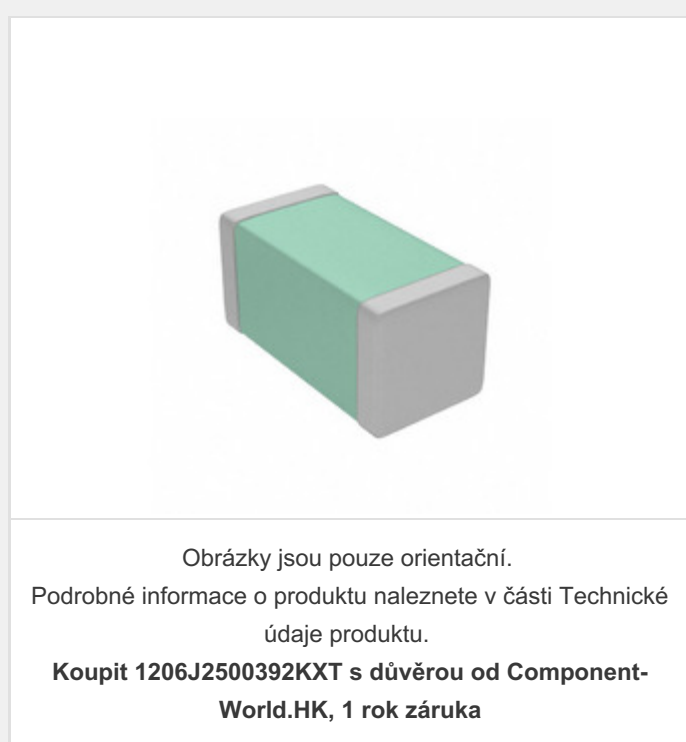 Obrázky jsou pouze orientační.
Podrobné informace o produktu naleznete v části Technické
údaje produktu.
Koupit 1206J2500392KXT s důvěrou od Component-
World.HK, 1 rok záruka